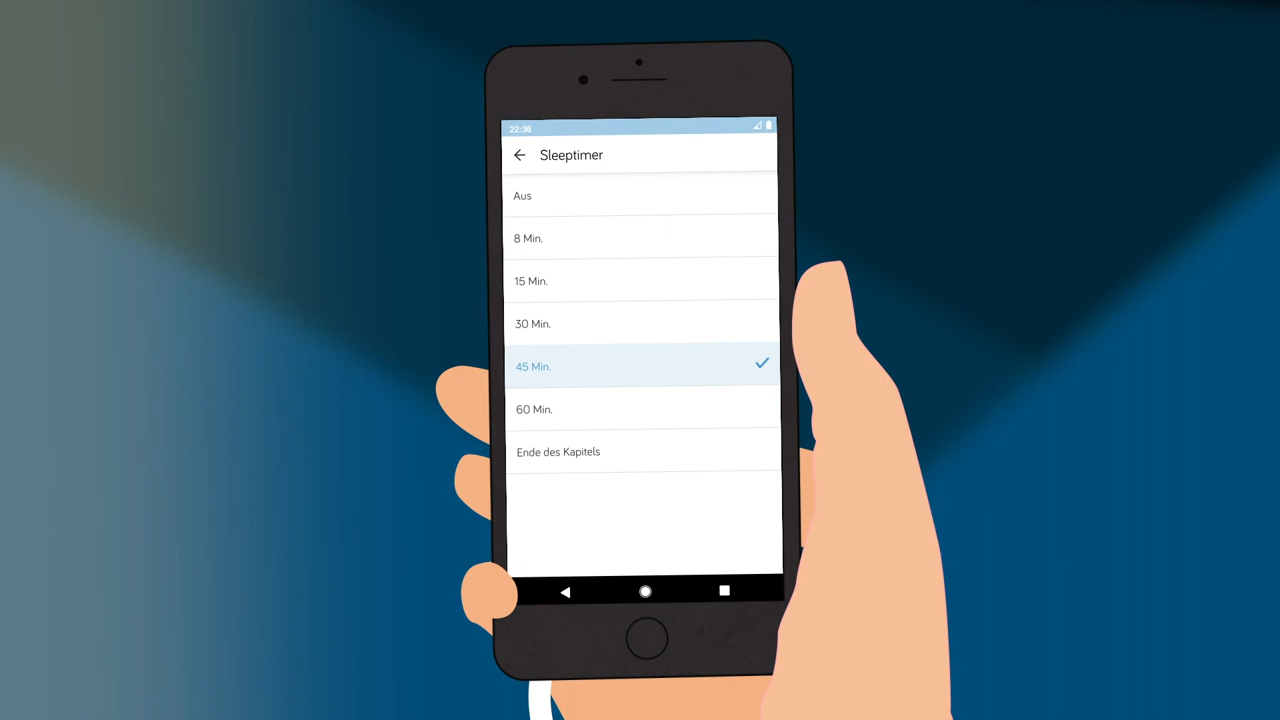 22:36
Sleeptimer
Aus
8 Min.
15 Min.
30 Min.
45 Min.
60 Min.
Ende des Kapitels